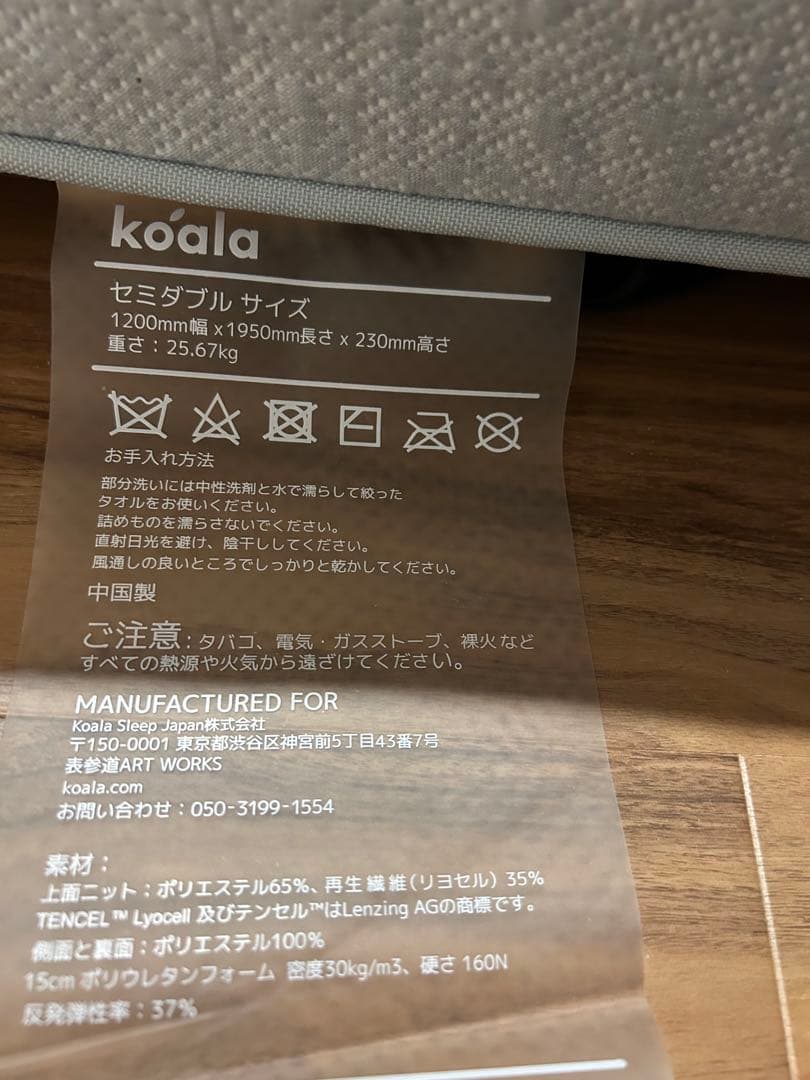 koala
セミダブル サイズ
1200mm幅 x1950mm長さ x 230mm高さ
重さ：25.67kg
お手入れ方法
部分洗いには中性洗剤と水で濡らして絞った
タオルをお使いください。
詰めものを濡らさないでください。
直射日光を避け、陰干ししてください。
風通しの良いところでしっかりと乾かしてください。
中国製
ご注意：タバコ、電気・ガスストーブ、裸火など
すべての熱源や火気から遠ざけてください。
MANUFACTURED FOR
Koala Sleep Japan株式会社
〒150-0001 東京都渋谷区神宮前5丁目43番7号
表参道ART WORKS
koala.com
お問い合わせ：050-3199-1554
素材：
上面ニット：ポリエステル65%、再生繊維（リヨセル）35%
TENCEL™ Lyocell 及びテンセル™はLenzing AGの商標です。
側面と裏面：ポリエステル100%
15cm ポリウレタンフォーム 密度30kg/m3、硬さ 160N
反発弾性率：37%